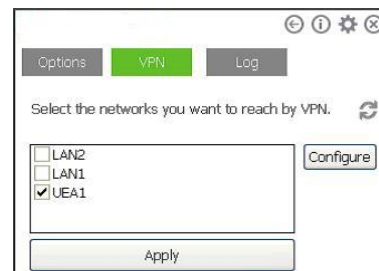 Options VPN Log
Select the networks you want to reach by VPN.
LAN2
Configure
LAN1
UEA1
Apply